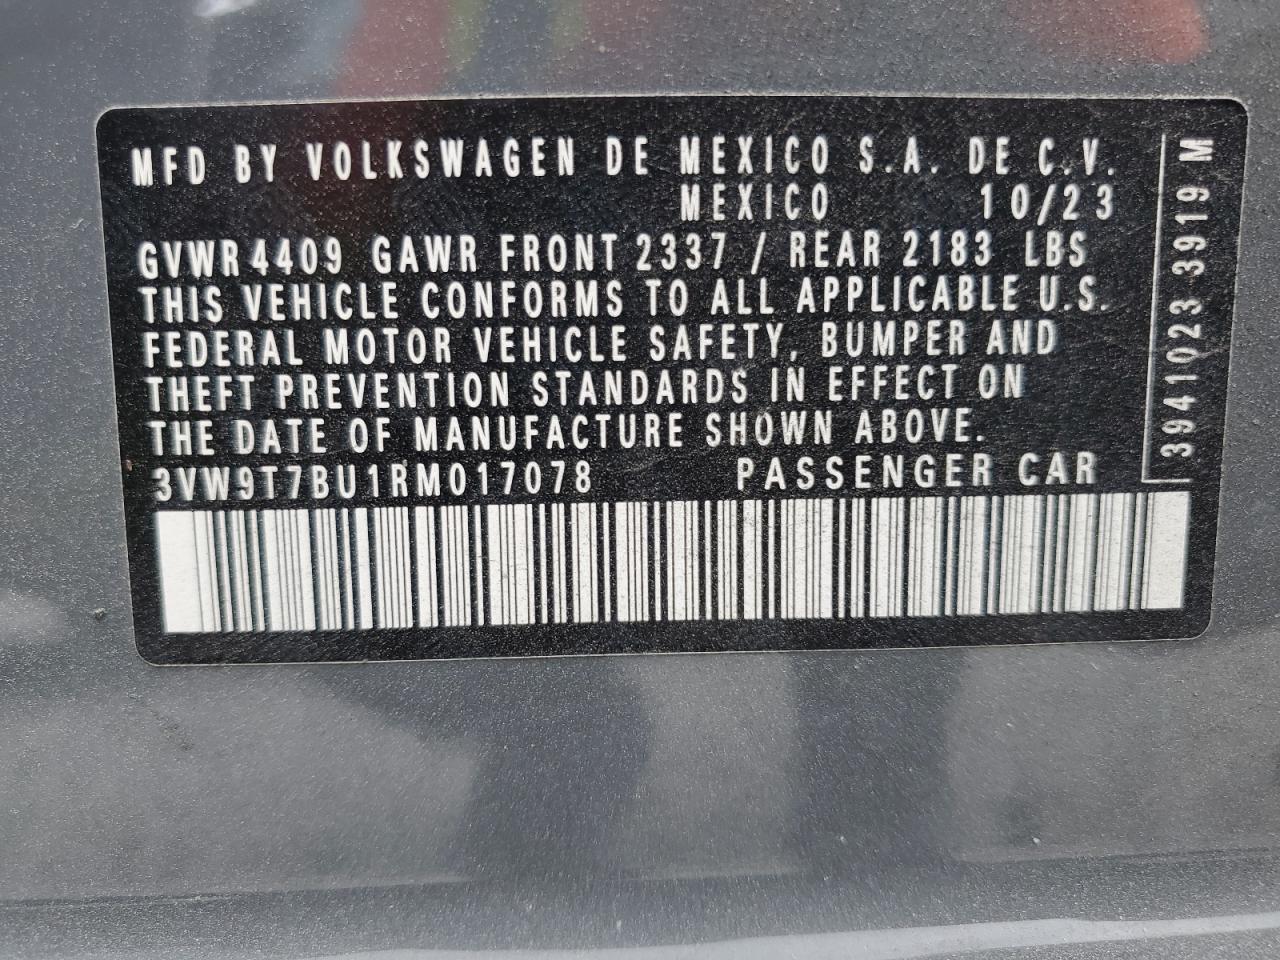 MFD BY VOLKSWAGEN DE MEXICO S.A. DE C.V.
MEXICO 10/23
GVWR4409 GAWR FRONT 2337 / REAR 2183 LBS
THIS VEHICLE CONFORMS TO ALL APPLICABLE U.S.
FEDERAL MOTOR VEHICLE SAFETY, BUMPER AND
THEFT PREVENTION STANDARDS IN EFFECT ON
THE DATE OF MANUFACTURE SHOWN ABOVE.
3VW9T7BU1RM017078 PASSENGER CAR
3941023 3919 M